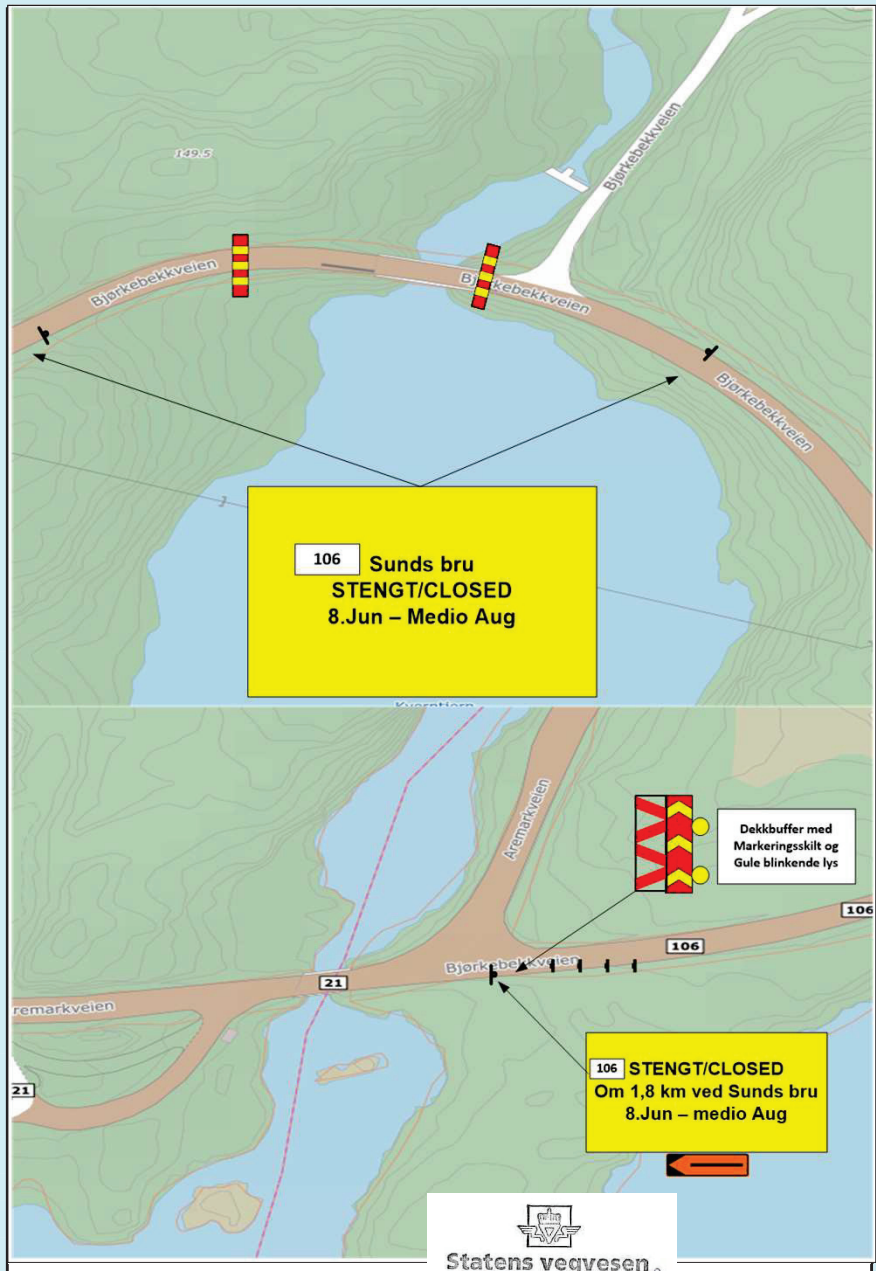 149.5
Bjørkebekkveien
Bjørkebekkveien
Bjørkebekkveien
Bjørkebekkveien
106 Sunds bru
STENGT/CLOSED
8.Jun – Medio Aug
Aremarkveien
Dekkbuffer med
Markeringsskilt og
Gule blinkende lys
106
106
Bjørkebekkveien
21
remarkveien
21
106 STENGT/CLOSED
Om 1,8 km ved Sunds bru
8.Jun – medio Aug
Statens vegvesen